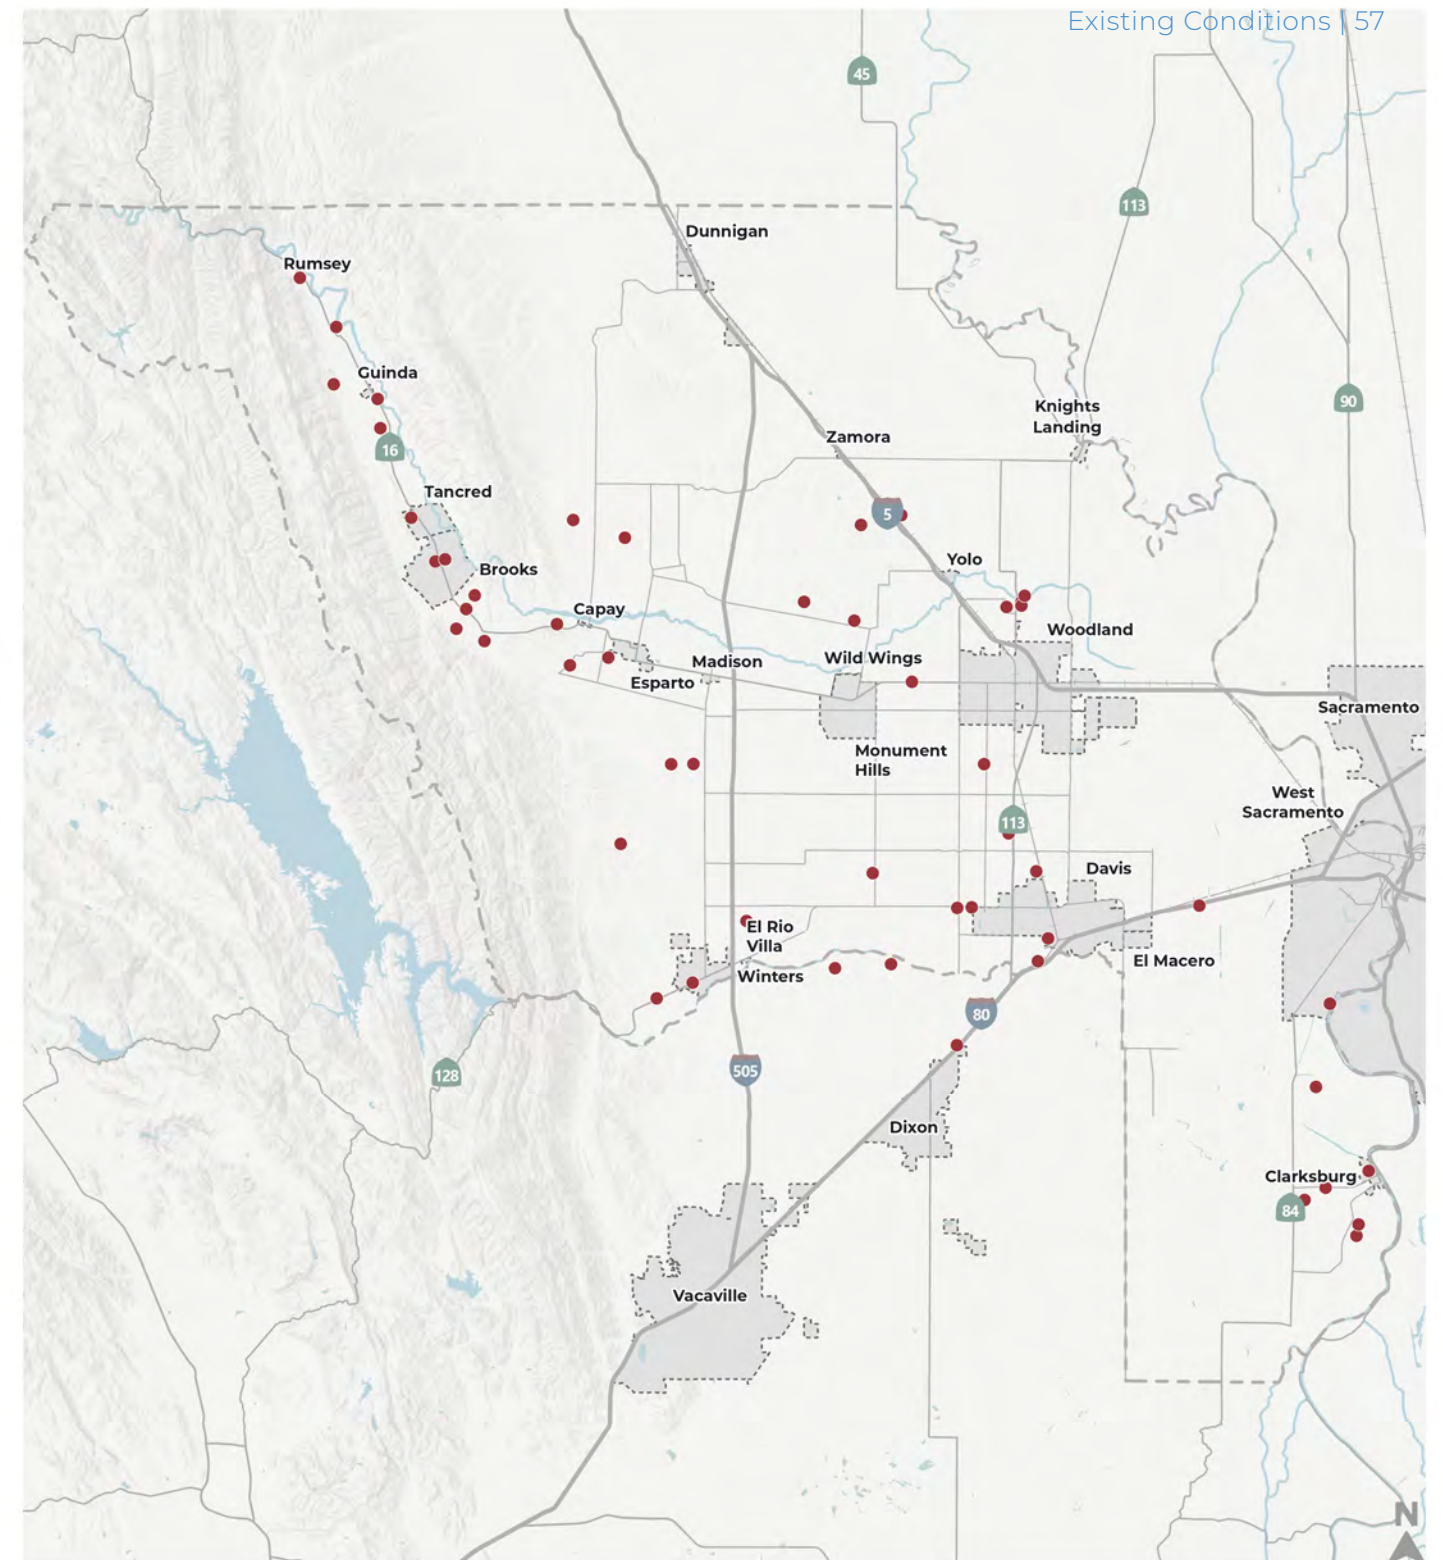 Existing Conditions | 57
45
113
Dunnigan
Rumsey
Guinda
90
Knights
Landing
Zamora
16
Tancred
5
Yolo
Brooks
Capay
Woodland
Madison
Wild Wings
Esparto
Sacramento
Monument
Hills
West
Sacramento
113
Davis
El Rio
Villa
El Macero
Winters
80
505
128
Dixon
Clarksburg
84
Vacaville
N